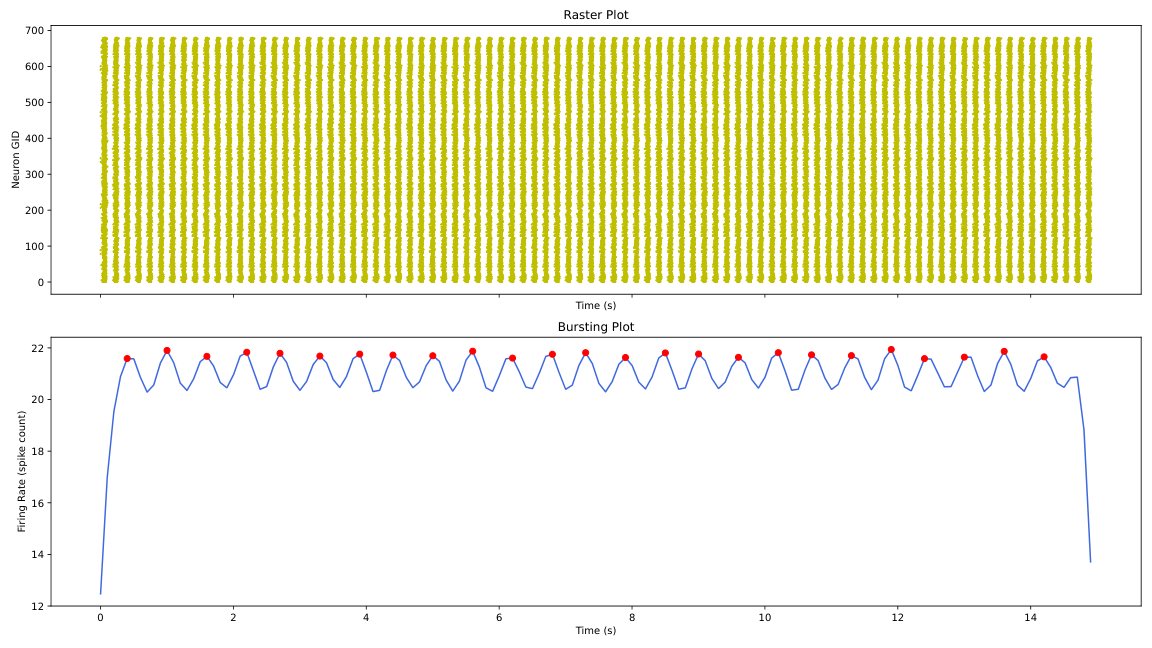 Raster Plot
Neuron GID
700
600
500
400
300
200
100
0
Time (s)
Bursting Plot
Firing Rate (spike count)
22
20
18
16
14
12
0 2 4 6 8 10 12 14
Time (s)